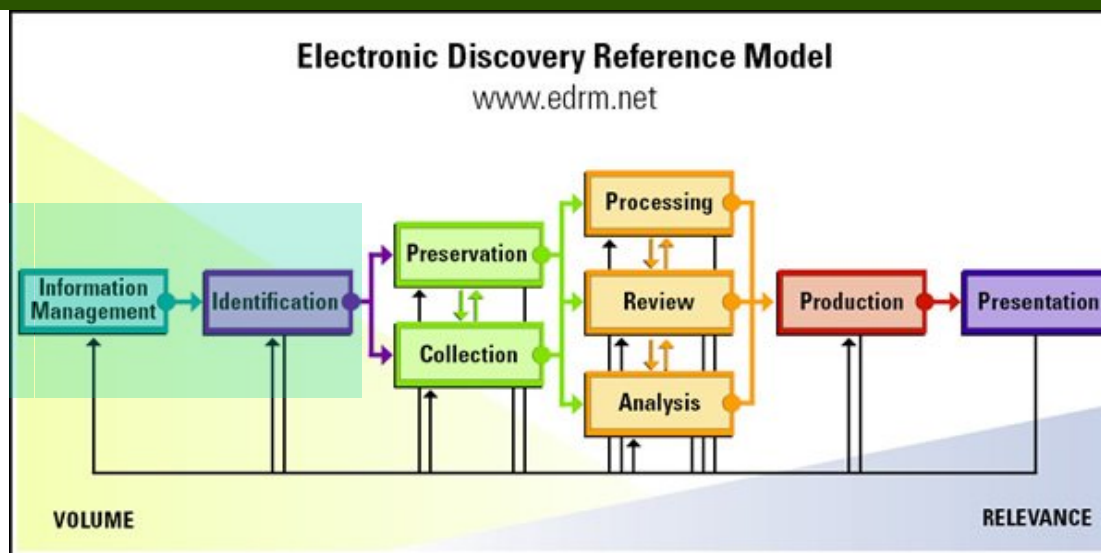 Electronic Discovery Reference Model
www.edrm.net
Information
Management
Identification
Preservation
Collection
Processing
Review
Analysis
Production
Presentation
VOLUME
RELEVANCE